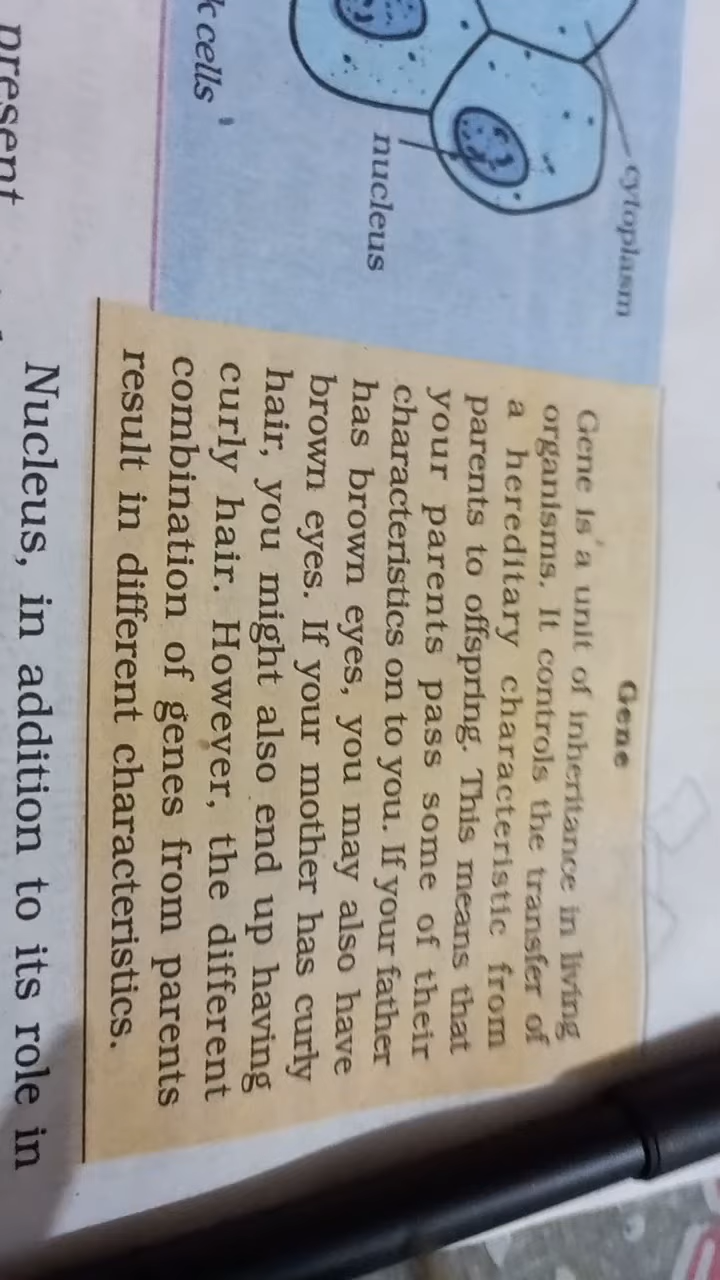 cytoplasm
nucleus
k cells
Gene
Gene is a unit of inheritance in living
organisms. It controls the transfer of
a hereditary characteristic from
parents to offspring. This means that
your parents pass some of their
characteristics on to you. If your father
has brown eyes, you may also have
brown eyes. If your mother has curly
hair, you might also end up having
curly hair. However, the different
combination of genes from parents
result in different characteristics.
present
Nucleus, in addition to its role in